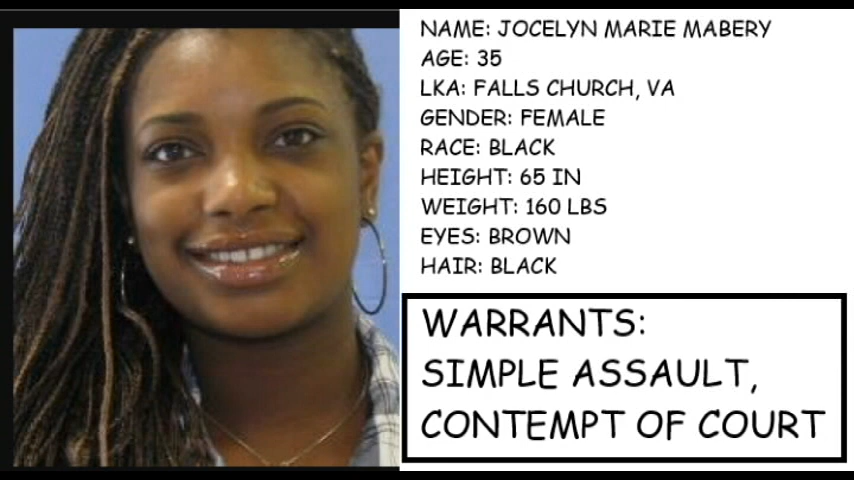 NAME: JOCELYN MARIE MABERY
AGE: 35
LKA: FALLS CHURCH, VA
GENDER: FEMALE
RACE: BLACK
HEIGHT: 65 IN
WEIGHT: 160 LBS
EYES: BROWN
HAIR: BLACK
WARRANTS:
SIMPLE ASSAULT,
CONTEMPT OF COURT